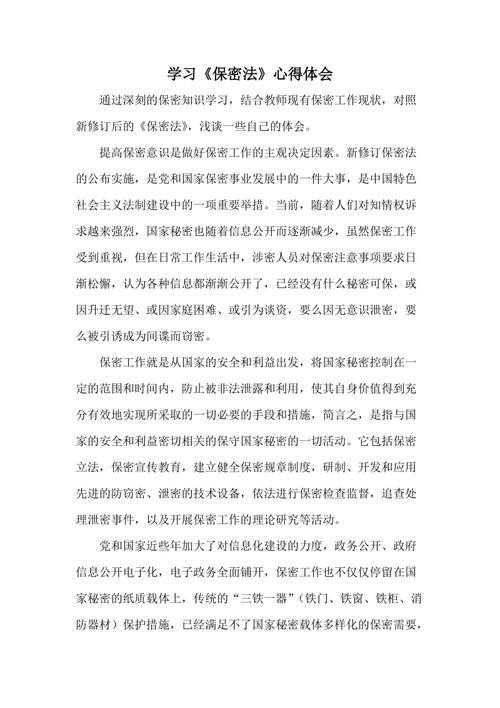 学习《保密法》心得体会
通过深刻的保密知识学习，结合教师现有保密工作现状，对照
新修订后的《保密法》，浅谈一些自己的体会。
提高保密意识是做好保密工作的主观决定因素。新修订保密法
的公布实施，是党和国家保密事业发展中的一件大事，是中国特色
社会主义法制建设中的一项重要举措。当前，随着人们对知情权诉
求越来强烈，国家秘密也随着信息公开而逐渐减少，虽然保密工作
受到重视，但在日常工作生活中，涉密人员对保密注意事项要求日
渐松懈，认为各种信息都渐渐公开了，已经没有什么秘密可保，或
因升迁无望、或因家庭困难、或引为谈资，要么因无意识泄密，要
么被引诱成为间谍而窃密。
保密工作就是从国家的安全和利益出发，将国家秘密控制在一
定的范围和时间内，防止被非法泄露和利用，使其自身价值得到充
分有效地实现所采取的一切必要的手段和措施，简言之，是指与国
家的安全和利益密切相关的保守国家秘密的一切活动。它包括保密
立法，保密宣传教育，建立健全保密规章制度，研制、开发和应用
先进的防窃密、泄密的技术设备，依法进行保密检查监督，追查处
理泄密事件，以及开展保密工作的理论研究等活动。
党和国家近些年加大了对信息化建设的力度，政务公开、政府
信息公开电子化，电子政务全面铺开，保密工作也不仅仅停留在国
家秘密的纸质载体上，传统的“三铁一器”（铁门、铁窗、铁柜、消
防器材）保护措施，已经满足不了国家秘密载体多样化的保密需要，